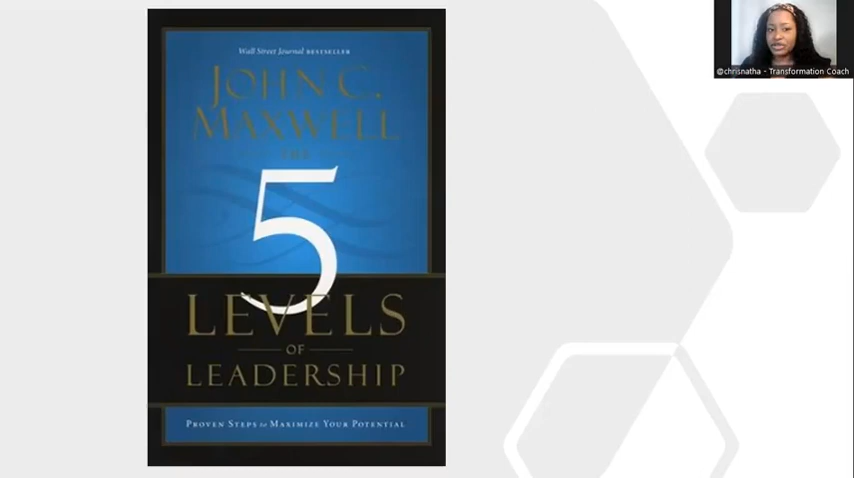 Wall Street Journal BESTSELLER
JOHN C.
MAXWELL
THE
5
LEVELS
OF
LEADERSHIP
PROVEN STEPS to MAXIMIZE YOUR POTENTIAL
@chrisnatha - Transformation Coach